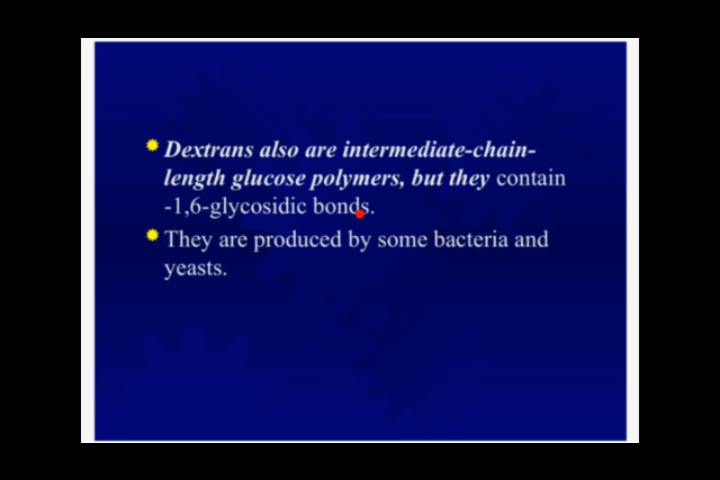 Dextrans also are intermediate-chain-
length glucose polymers, but they contain
-1,6-glycosidic bonds.
They are produced by some bacteria and
yeasts.